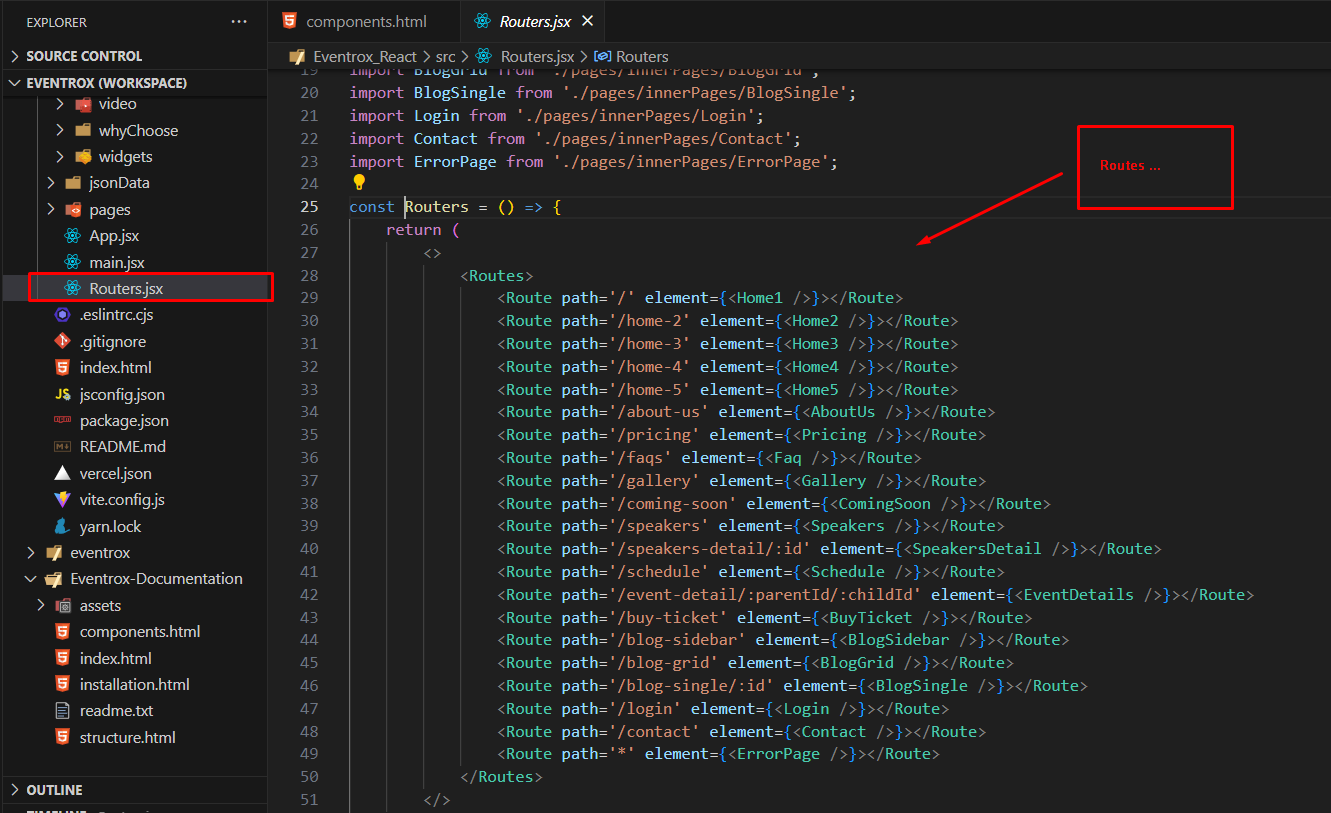 EXPLORER
components.html
Routers.jsx
SOURCE CONTROL
Eventrox_React > src > Routers.jsx > Routers
EVENTROX (WORKSPACE)
video
whyChoose
widgets
jsonData
pages
App.jsx
main.jsx
Routers.jsx
.eslintrc.cjs
.gitignore
index.html
jsconfig.json
package.json
README.md
vercel.json
vite.config.js
yarn.lock
eventrox
Eventrox-Documentation
assets
components.html
index.html
installation.html
readme.txt
structure.html
OUTLINE
TIMELINE
19 import BlogGrid from './pages/innerPages/BlogGrid';
20 import BlogSingle from './pages/innerPages/BlogSingle';
21 import Login from './pages/innerPages/Login';
22 import Contact from './pages/innerPages/Contact';
23 import ErrorPage from './pages/innerPages/ErrorPage';
24
25 const Routers = () => {
26 return (
27 <>
28 <Routes>
29 <Route path='/' element={<Home1 />}></Route>
30 <Route path='/home-2' element={<Home2 />}></Route>
31 <Route path='/home-3' element={<Home3 />}></Route>
32 <Route path='/home-4' element={<Home4 />}></Route>
33 <Route path='/home-5' element={<Home5 />}></Route>
34 <Route path='/about-us' element={<AboutUs />}></Route>
35 <Route path='/pricing' element={<Pricing />}></Route>
36 <Route path='/faqs' element={<Faq />}></Route>
37 <Route path='/gallery' element={<Gallery />}></Route>
38 <Route path='/coming-soon' element={<ComingSoon />}></Route>
39 <Route path='/speakers' element={<Speakers />}></Route>
40 <Route path='/speakers-detail/:id' element={<SpeakersDetail />}></Route>
41 <Route path='/schedule' element={<Schedule />}></Route>
42 <Route path='/event-detail/:parentId/:childId' element={<EventDetails />}></Route>
43 <Route path='/buy-ticket' element={<BuyTicket />}></Route>
44 <Route path='/blog-sidebar' element={<BlogSidebar />}></Route>
45 <Route path='/blog-grid' element={<BlogGrid />}></Route>
46 <Route path='/blog-single/:id' element={<BlogSingle />}></Route>
47 <Route path='/login' element={<Login />}></Route>
48 <Route path='/contact' element={<Contact />}></Route>
49 <Route path='*' element={<ErrorPage />}></Route>
50 </Routes>
51 </>
Routes ...